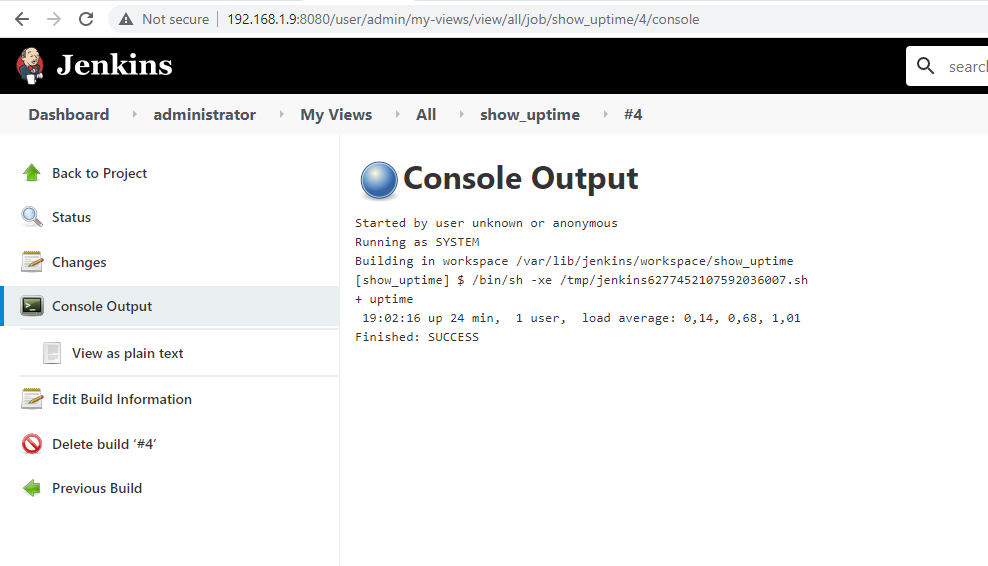 Not secure | 192.168.1.9:8080/user/admin/my-views/view/all/job/show_uptime/4/console
Jenkins
search
Dashboard administrator My Views All show_uptime #4
Back to Project
Status
Changes
Console Output
View as plain text
Edit Build Information
Delete build ‘#4’
Previous Build
Console Output
Started by user unknown or anonymous
Running as SYSTEM
Building in workspace /var/lib/jenkins/workspace/show_uptime
[show_uptime] $ /bin/sh -xe /tmp/jenkins6277452107592036007.sh
+ uptime
 19:02:16 up 24 min,  1 user,  load average: 0,14, 0,68, 1,01
Finished: SUCCESS